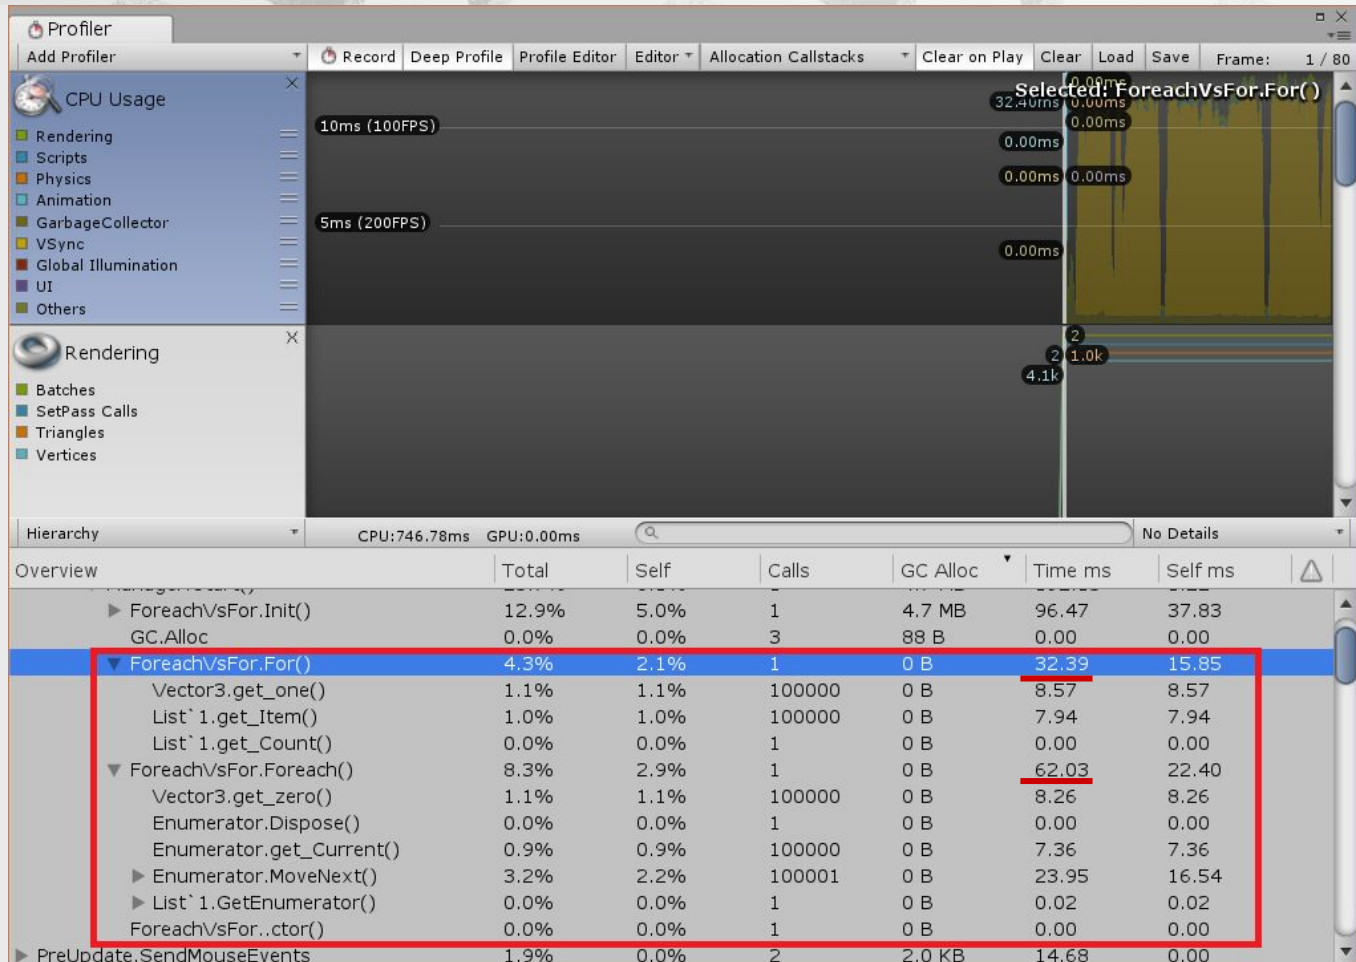 Profiler
Add Profiler Record Deep Profile Profile Editor Editor Allocation Callstacks Clear on Play Clear Load Save Frame: 1 / 80
CPU Usage
Rendering
Scripts
Physics
Animation
GarbageCollector
VSync
Global Illumination
UI
Others
Selected: ForeachVsFor.For()
0.00ms
32.40ms 0.00ms
10ms (100FPS) 0.00ms
0.00ms
0.00ms 0.00ms
5ms (200FPS)
0.00ms
Rendering
Batches
SetPass Calls
Triangles
Vertices
2
2 1.0k
4.1k
Hierarchy CPU:746.78ms GPU:0.00ms No Details
Overview Total Self Calls GC Alloc Time ms Self ms
ForeachVsFor.Init() 12.9% 5.0% 1 4.7 MB 96.47 37.83
GC.Alloc 0.0% 0.0% 3 88 B 0.00 0.00
ForeachVsFor.For() 4.3% 2.1% 1 0 B 32.39 15.85
Vector3.get_one() 1.1% 1.1% 100000 0 B 8.57 8.57
List`1.get_Item() 1.0% 1.0% 100000 0 B 7.94 7.94
List`1.get_Count() 0.0% 0.0% 1 0 B 0.00 0.00
ForeachVsFor.Foreach() 8.3% 2.9% 1 0 B 62.03 22.40
Vector3.get_zero() 1.1% 1.1% 100000 0 B 8.26 8.26
Enumerator.Dispose() 0.0% 0.0% 1 0 B 0.00 0.00
Enumerator.get_Current() 0.9% 0.9% 100000 0 B 7.36 7.36
Enumerator.MoveNext() 3.2% 2.2% 100001 0 B 23.95 16.54
List`1.GetEnumerator() 0.0% 0.0% 1 0 B 0.02 0.02
ForeachVsFor..ctor() 0.0% 0.0% 1 0 B 0.00 0.00
PreUpdate.SendMouseEvents 1.9% 0.0% 2 2.0 KB 14.68 0.00